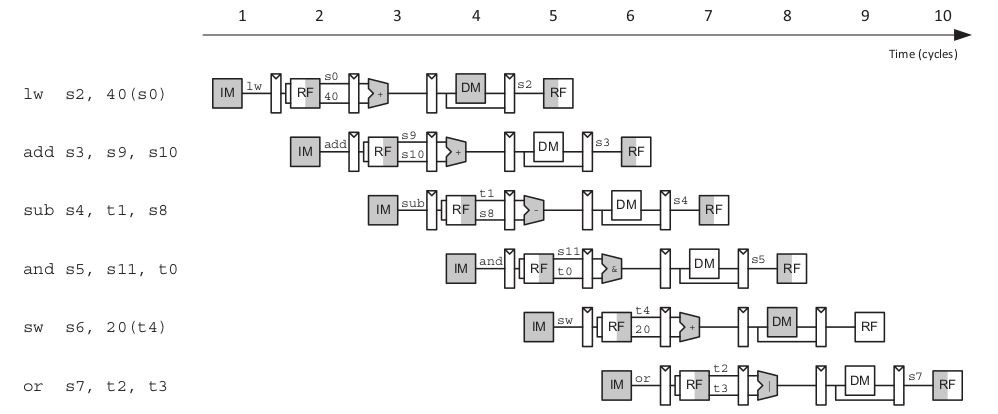 1 2 3 4 5 6 7 8 9 10
Time (cycles)
lw s2, 40(s0) IM lw RF s0 40 + DM s2 RF
add s3, s9, s10 IM add RF s9 s10 + DM s3 RF
sub s4, t1, s8 IM sub RF t1 s8 - DM s4 RF
and s5, s11, t0 IM and RF s11 t0 & DM s5 RF
sw s6, 20(t4) IM sw RF t4 20 + DM RF
or s7, t2, t3 IM or RF t2 t3 | DM s7 RF